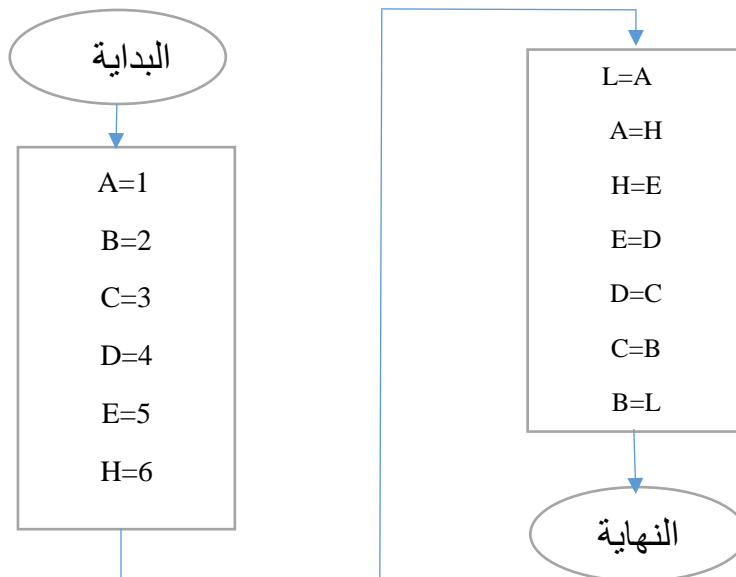 البداية
A=1
B=2
C=3
D=4
E=5
H=6
L=A
A=H
H=E
E=D
D=C
C=B
B=L
النهاية